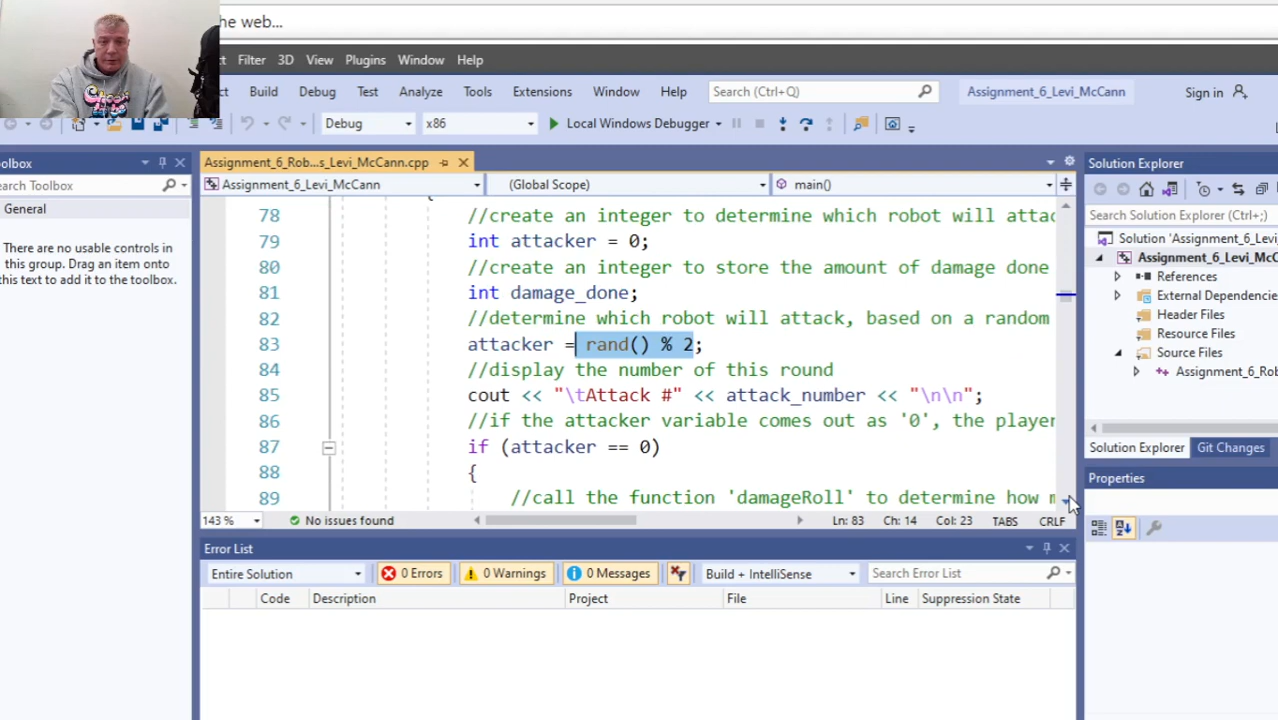 he web...
Filter 3D View Plugins Window Help
Build Debug Test Analyze Tools Extensions Window Help Search (Ctrl+Q) Assignment_6_Levi_McCann Sign in
Debug x86 Local Windows Debugger
oolbox
earch Toolbox
General
There are no usable controls in
this group. Drag an item onto
this text to add it to the toolbox.
Assignment_6_Rob...s_Levi_McCann.cpp
Assignment_6_Levi_McCann (Global Scope) main()
78 //create an integer to determine which robot will attac
79 int attacker = 0;
80 //create an integer to store the amount of damage done
81 int damage_done;
82 //determine which robot will attack, based on a random
83 attacker = rand() % 2;
84 //display the number of this round
85 cout << "\tAttack #" << attack_number << "\n\n";
86 //if the attacker variable comes out as '0', the player
87 if (attacker == 0)
88 {
89 //call the function 'damageRoll' to determine how m
143 % No issues found Ln: 83 Ch: 14 Col: 23 TABS CRLF
Error List
Entire Solution 0 Errors 0 Warnings 0 Messages Build + IntelliSense Search Error List
Code Description Project File Line Suppression State
Solution Explorer
Search Solution Explorer (Ctrl+;)
Solution 'Assignment_6_Levi
Assignment_6_Levi_McC
References
External Dependencie
Header Files
Resource Files
Source Files
Assignment_6_Ro
Solution Explorer Git Changes
Properties